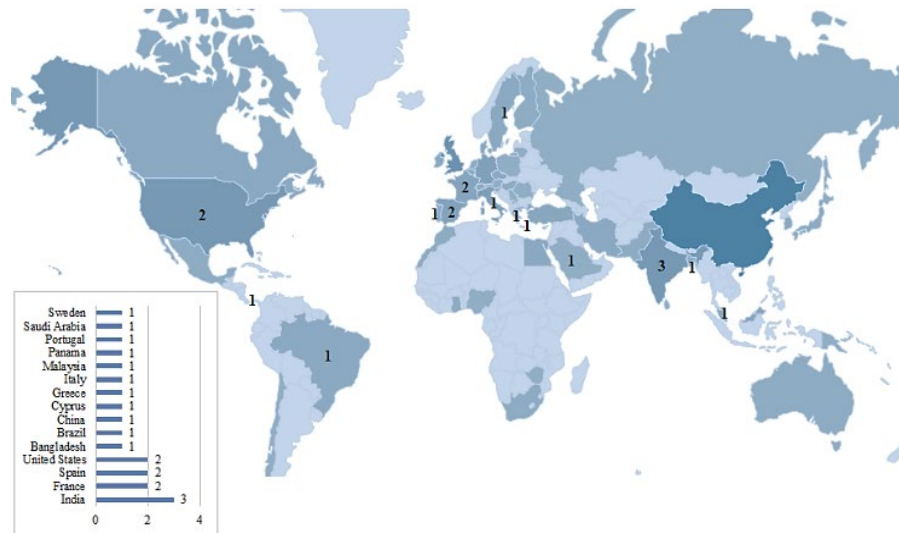 1
2
2
1
1 2
1
1
1
1
3
1
1
1
1
Sweden 1
Saudi Arabia 1
Portugal 1
Panama 1
Malaysia 1
Italy 1
Greece 1
Cyprus 1
China 1
Brazil 1
Bangladesh 1
United States 2
Spain 2
France 2
India 3
0 2 4